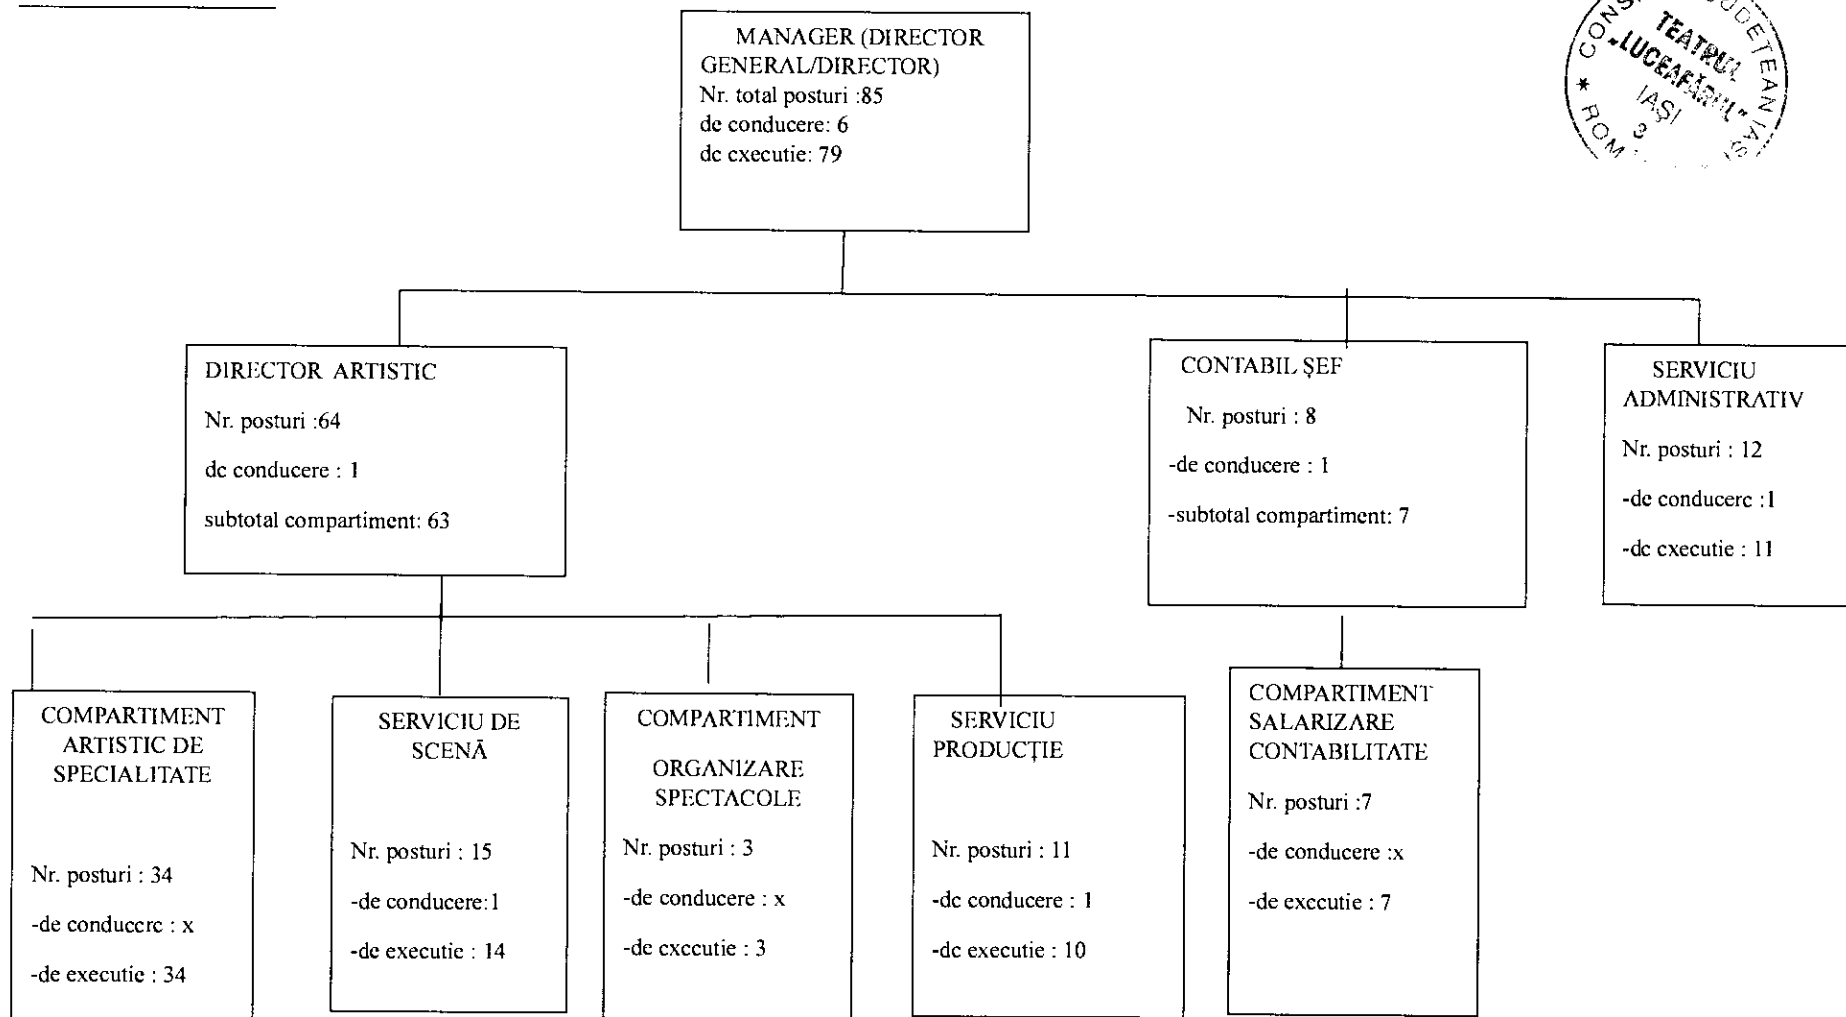 MANAGER (DIRECTOR
GENERAL/DIRECTOR)
Nr. total posturi :85
de conducere: 6
de executie: 79
TEATRUL
„LUCEAFĂRUL”
IAȘI
3
DIRECTOR ARTISTIC
Nr. posturi :64
de conducere : 1
subtotal compartiment: 63
CONTABIL ŞEF
Nr. posturi : 8
-de conducere : 1
-subtotal compartiment: 7
SERVICIU
ADMINISTRATIV
Nr. posturi : 12
-de conducere :1
-de executie : 11
COMPARTIMENT
ARTISTIC DE
SPECIALITATE
Nr. posturi : 34
-de conducere : x
-de executie : 34
SERVICIU DE
SCENĂ
Nr. posturi : 15
-de conducere:1
-de executie : 14
COMPARTIMENT
ORGANIZARE
SPECTACOLE
Nr. posturi : 3
-de conducere : x
-de executie : 3
SERVICIU
PRODUCŢIE
Nr. posturi : 11
-de conducere : 1
-de executie : 10
COMPARTIMENT
SALARIZARE
CONTABILITATE
Nr. posturi :7
-de conducere :x
-de executie : 7